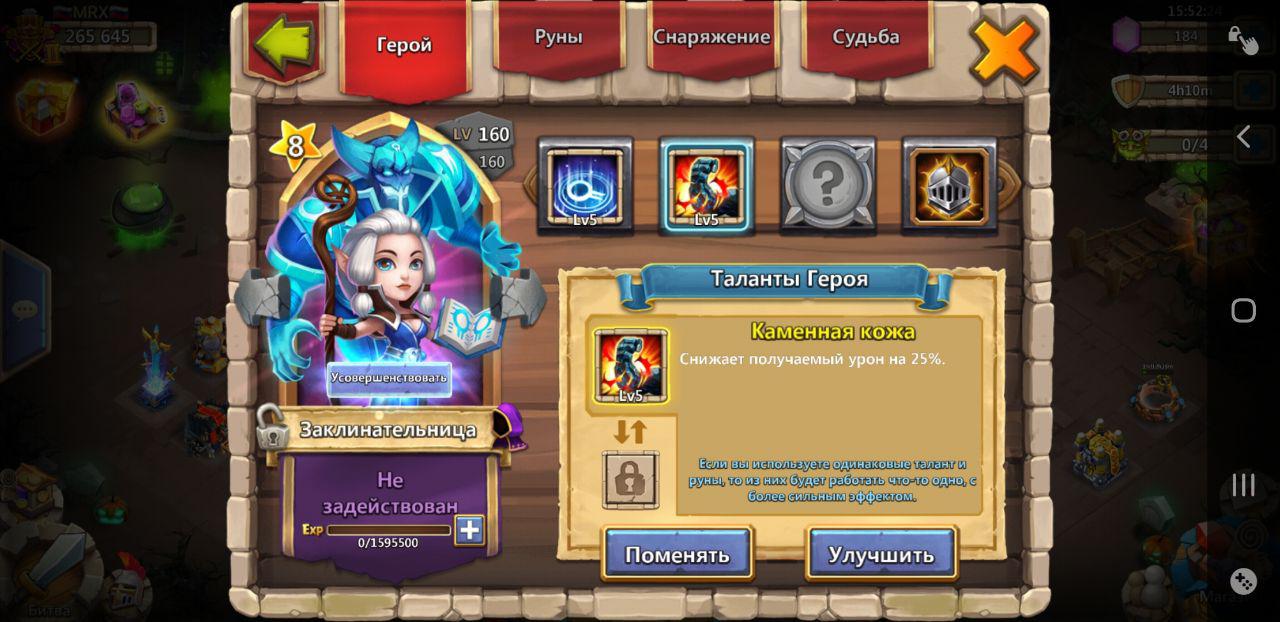 MRX
265 645
Герой
Руны
Снаряжение
Судьба
15:52:24
184
4h10m
0/4
8
LV 160
160
Lv5
Lv5
?
Таланты Героя
Каменная кожа
Снижает получаемый урон на 25%.
Lv5
Если вы используете одинаковые талант и
руны, то из них будет работать что-то одно, с
более сильным эффектом.
Усовершенствовать
Заклинательница
Не
задействован
Exp
0/1595500
Поменять
Улучшить
Битва